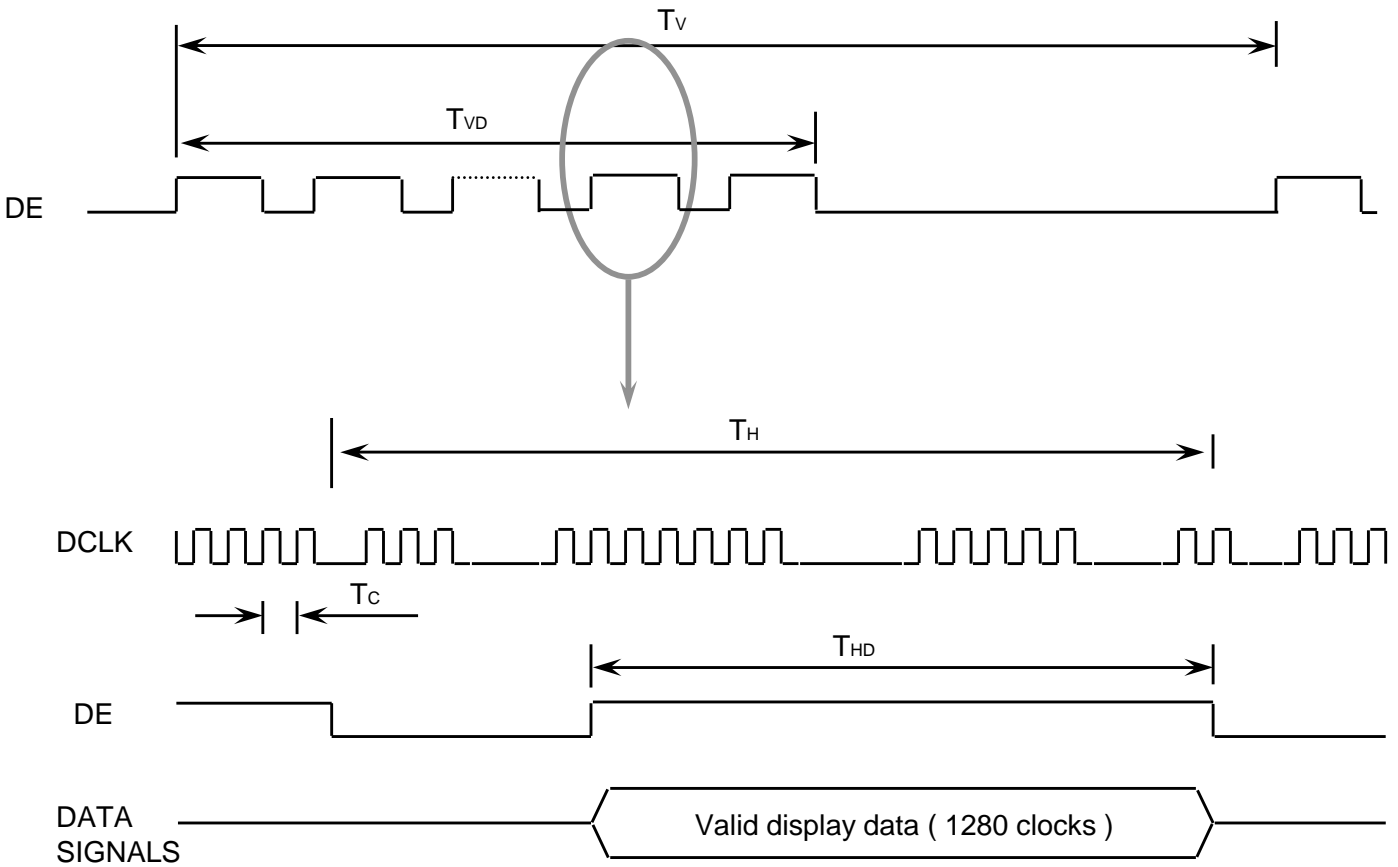 TV
TVD
DE
TH
DCLK
TC
THD
DE
DATA
SIGNALS
Valid display data ( 1280 clocks )